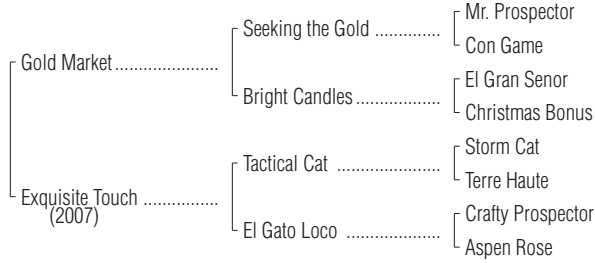 Mr. Prospector
Seeking the Gold ..............
Con Game
Gold Market......................
El Gran Senor
Bright Candles..................
Christmas Bonus
Storm Cat
Tactical Cat ......................
Terre Haute
Exquisite Touch ................
(2007)
Crafty Prospector
El Gato Loco ....................
Aspen Rose